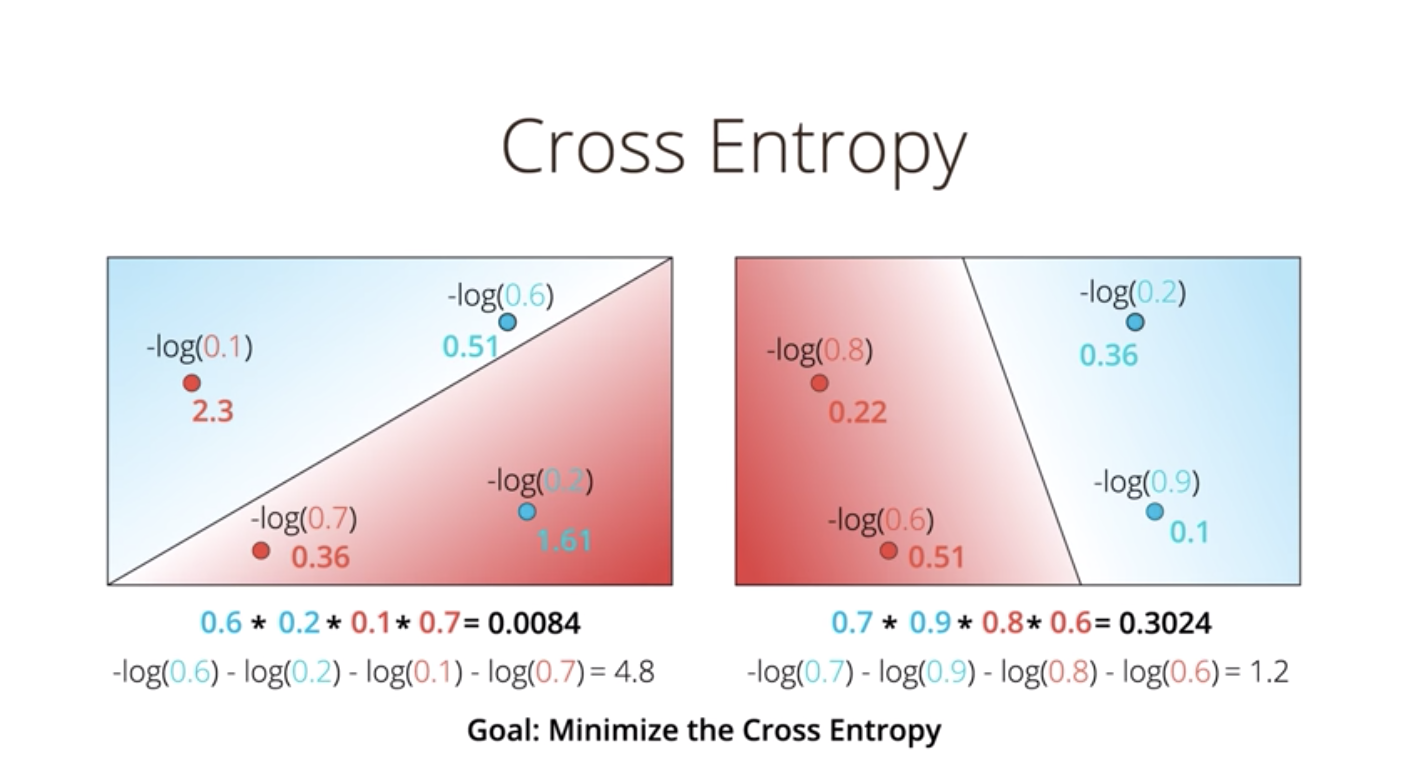 Cross Entropy
-log(0.6)
0.51
-log(0.1)
2.3
-log(0.2)
1.61
-log(0.7)
0.36
0.6 * 0.2 * 0.1* 0.7= 0.0084
-log(0.6) - log(0.2) - log(0.1) - log(0.7) = 4.8
-log(0.2)
0.36
-log(0.8)
0.22
-log(0.9)
0.1
-log(0.6)
0.51
0.7 * 0.9 * 0.8* 0.6= 0.3024
-log(0.7) - log(0.9) - log(0.8) - log(0.6) = 1.2
Goal: Minimize the Cross Entropy